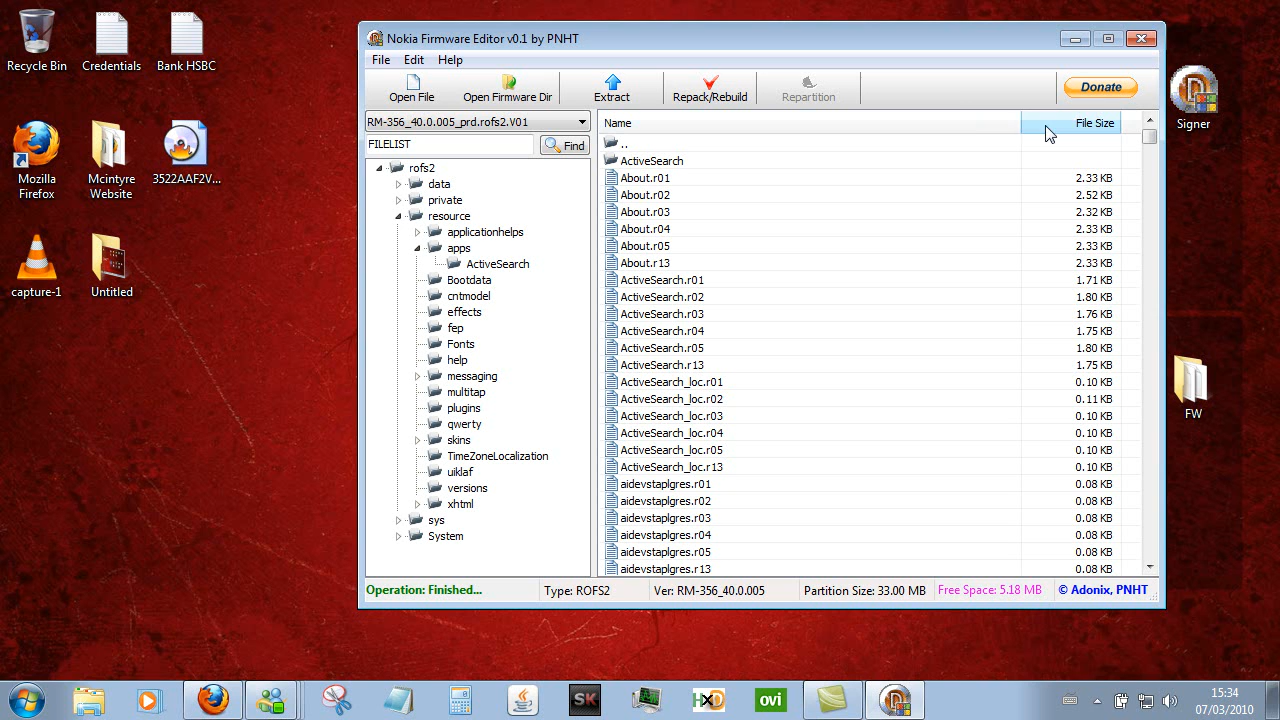 Recycle Bin
Credentials
Bank HSBC
Mozilla
Firefox
Mcintyre
Website
3522AAF2V...
capture-1
Untitled
Nokia Firmware Editor v0.1 by PNHT
File Edit Help
Open File
Open Firmware Dir
Extract
Repack/Rebuild
Repartition
Donate
RM-356_40.0.005_prd.rofs2.V01
FILELIST
Find
rofs2
data
private
resource
applicationhelps
apps
ActiveSearch
Bootdata
cntmodel
effects
fep
Fonts
help
messaging
multitap
plugins
qwerty
skins
TimeZoneLocalization
uiklaf
versions
xhtml
sys
System
Name File Size
..
ActiveSearch
About.r01 2.33 KB
About.r02 2.52 KB
About.r03 2.32 KB
About.r04 2.33 KB
About.r05 2.33 KB
About.r13 2.33 KB
ActiveSearch.r01 1.71 KB
ActiveSearch.r02 1.80 KB
ActiveSearch.r03 1.76 KB
ActiveSearch.r04 1.75 KB
ActiveSearch.r05 1.80 KB
ActiveSearch.r13 1.75 KB
ActiveSearch_loc.r01 0.10 KB
ActiveSearch_loc.r02 0.11 KB
ActiveSearch_loc.r03 0.10 KB
ActiveSearch_loc.r04 0.10 KB
ActiveSearch_loc.r05 0.10 KB
ActiveSearch_loc.r13 0.10 KB
aidevstaplgres.r01 0.08 KB
aidevstaplgres.r02 0.08 KB
aidevstaplgres.r03 0.08 KB
aidevstaplgres.r04 0.08 KB
aidevstaplgres.r05 0.08 KB
aidevstaplgres.r13 0.08 KB
Operation: Finished... Type: ROFS2 Ver: RM-356_40.0.005 Partition Size: 33.00 MB Free Space: 5.18 MB © Adonix, PNHT
Signer
FW
SK
HxD
ovi
15:34
07/03/2010